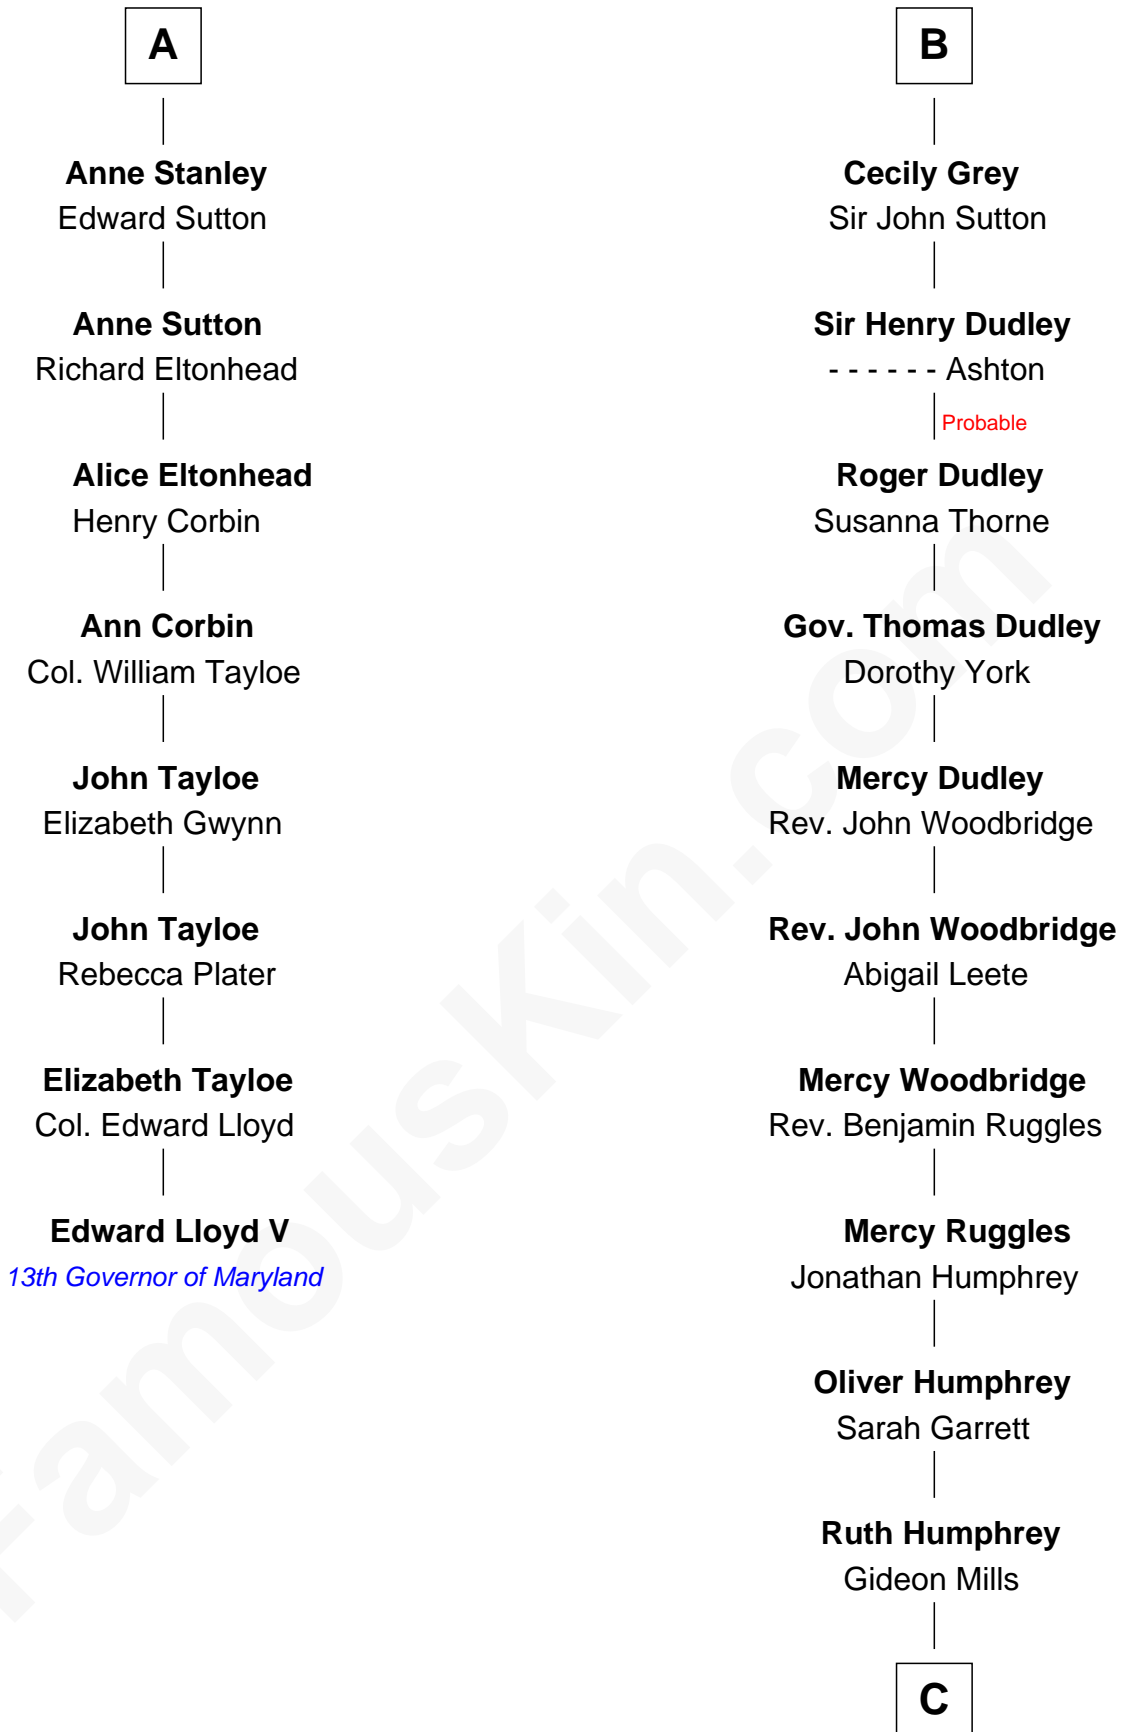 A
Anne Stanley
Edward Sutton
Anne Sutton
Richard Eltonhead
Alice Eltonhead
Henry Corbin
Ann Corbin
Col. William Tayloe
John Tayloe
Elizabeth Gwynn
John Tayloe
Rebecca Plater
Elizabeth Tayloe
Col. Edward Lloyd
Edward Lloyd V
13th Governor of Maryland
B
Cecily Grey
Sir John Sutton
Sir Henry Dudley
- - - - - - Ashton
Probable
Roger Dudley
Susanna Thorne
Gov. Thomas Dudley
Dorothy York
Mercy Dudley
Rev. John Woodbridge
Rev. John Woodbridge
Abigail Leete
Mercy Woodbridge
Rev. Benjamin Ruggles
Mercy Ruggles
Jonathan Humphrey
Oliver Humphrey
Sarah Garrett
Ruth Humphrey
Gideon Mills
C
FamousKin.com